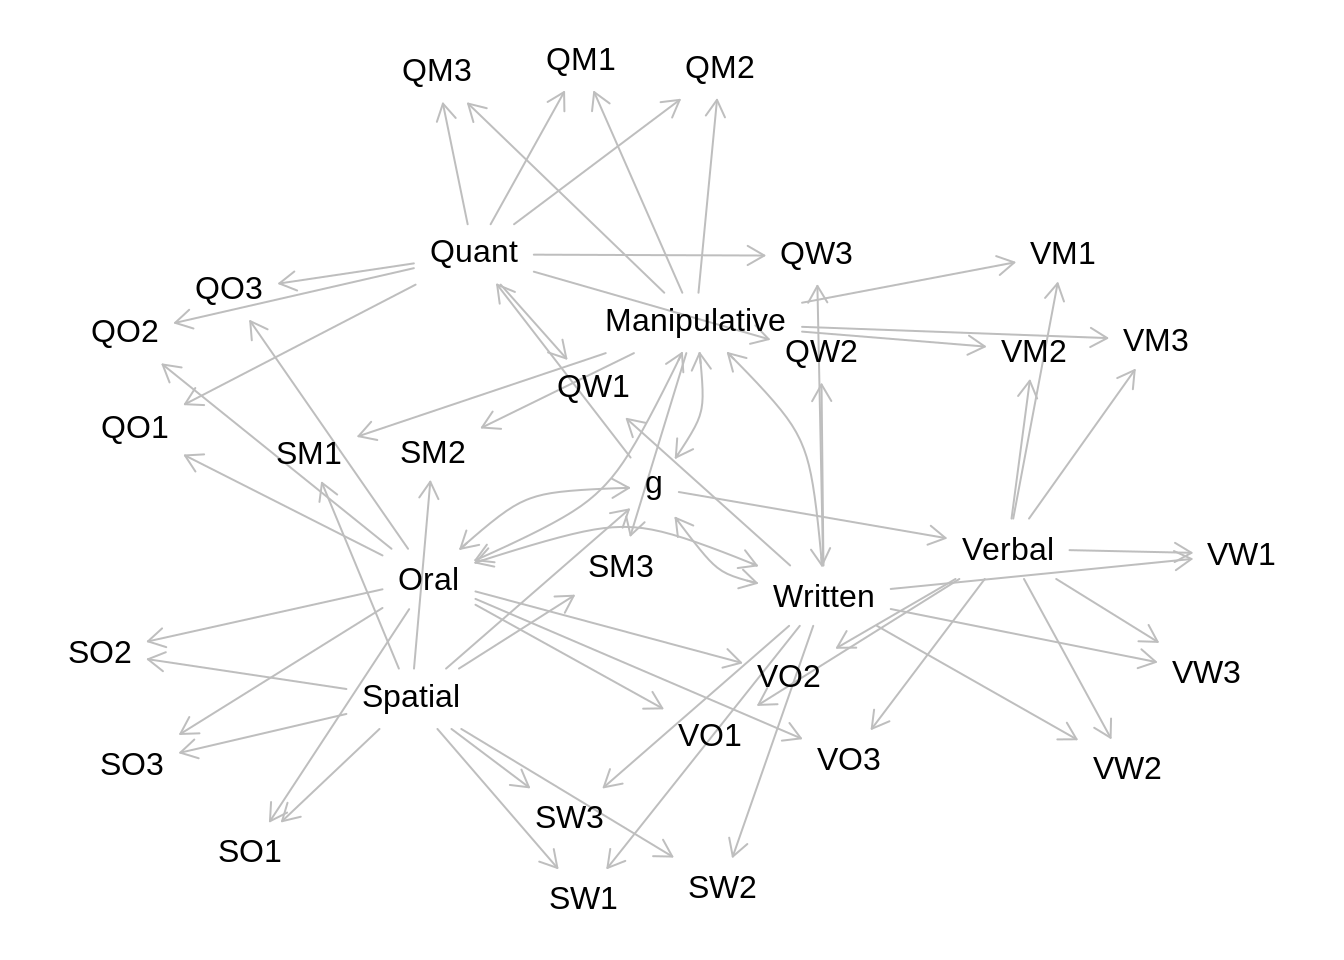 QM3
QM1
QM2
Quant
QW3
VM1
QO3
Manipulative
QO2
QW2
VM2
VM3
QW1
QO1
SM1
SM2
g
Verbal
VW1
SM3
Oral
Written
SO2
VO2
VW3
Spatial
VO1
VO3
SO3
VW2
SW3
SO1
SW2
SW1